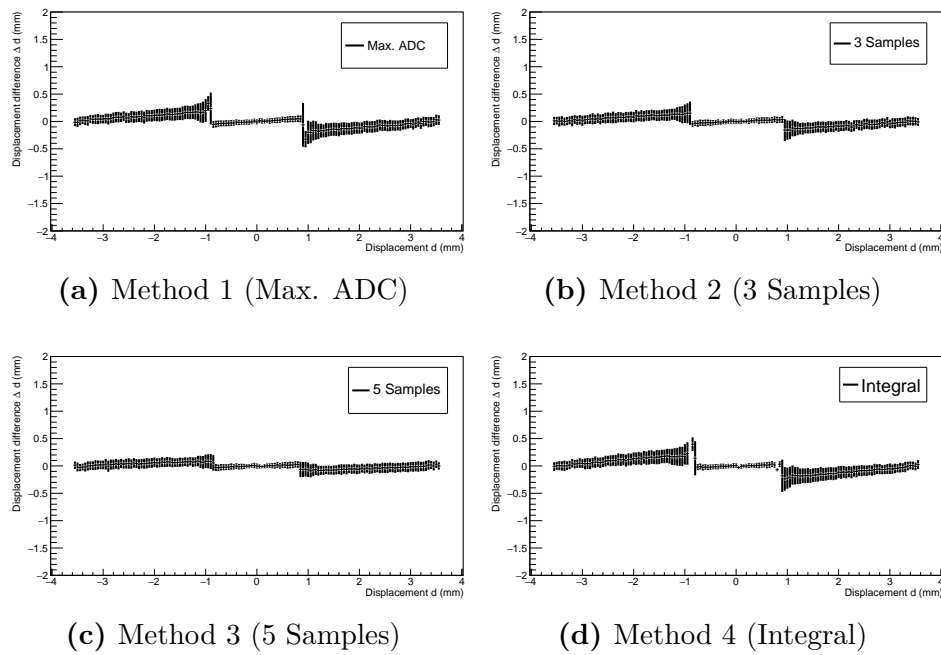 Displacement difference Δ d (mm)
2
1.5
1
0.5
0
−0.5
−1
−1.5
−2
Max. ADC
−4 −3 −2 −1 0 1 2 3 4
Displacement d (mm)
(a) Method 1 (Max. ADC)
Displacement difference Δ d (mm)
2
1.5
1
0.5
0
−0.5
−1
−1.5
−2
3 Samples
−4 −3 −2 −1 0 1 2 3 4
Displacement d (mm)
(b) Method 2 (3 Samples)
Displacement difference Δ d (mm)
2
1.5
1
0.5
0
−0.5
−1
−1.5
−2
5 Samples
−4 −3 −2 −1 0 1 2 3 4
Displacement d (mm)
(c) Method 3 (5 Samples)
Displacement difference Δ d (mm)
2
1.5
1
0.5
0
−0.5
−1
−1.5
−2
Integral
−4 −3 −2 −1 0 1 2 3 4
Displacement d (mm)
(d) Method 4 (Integral)